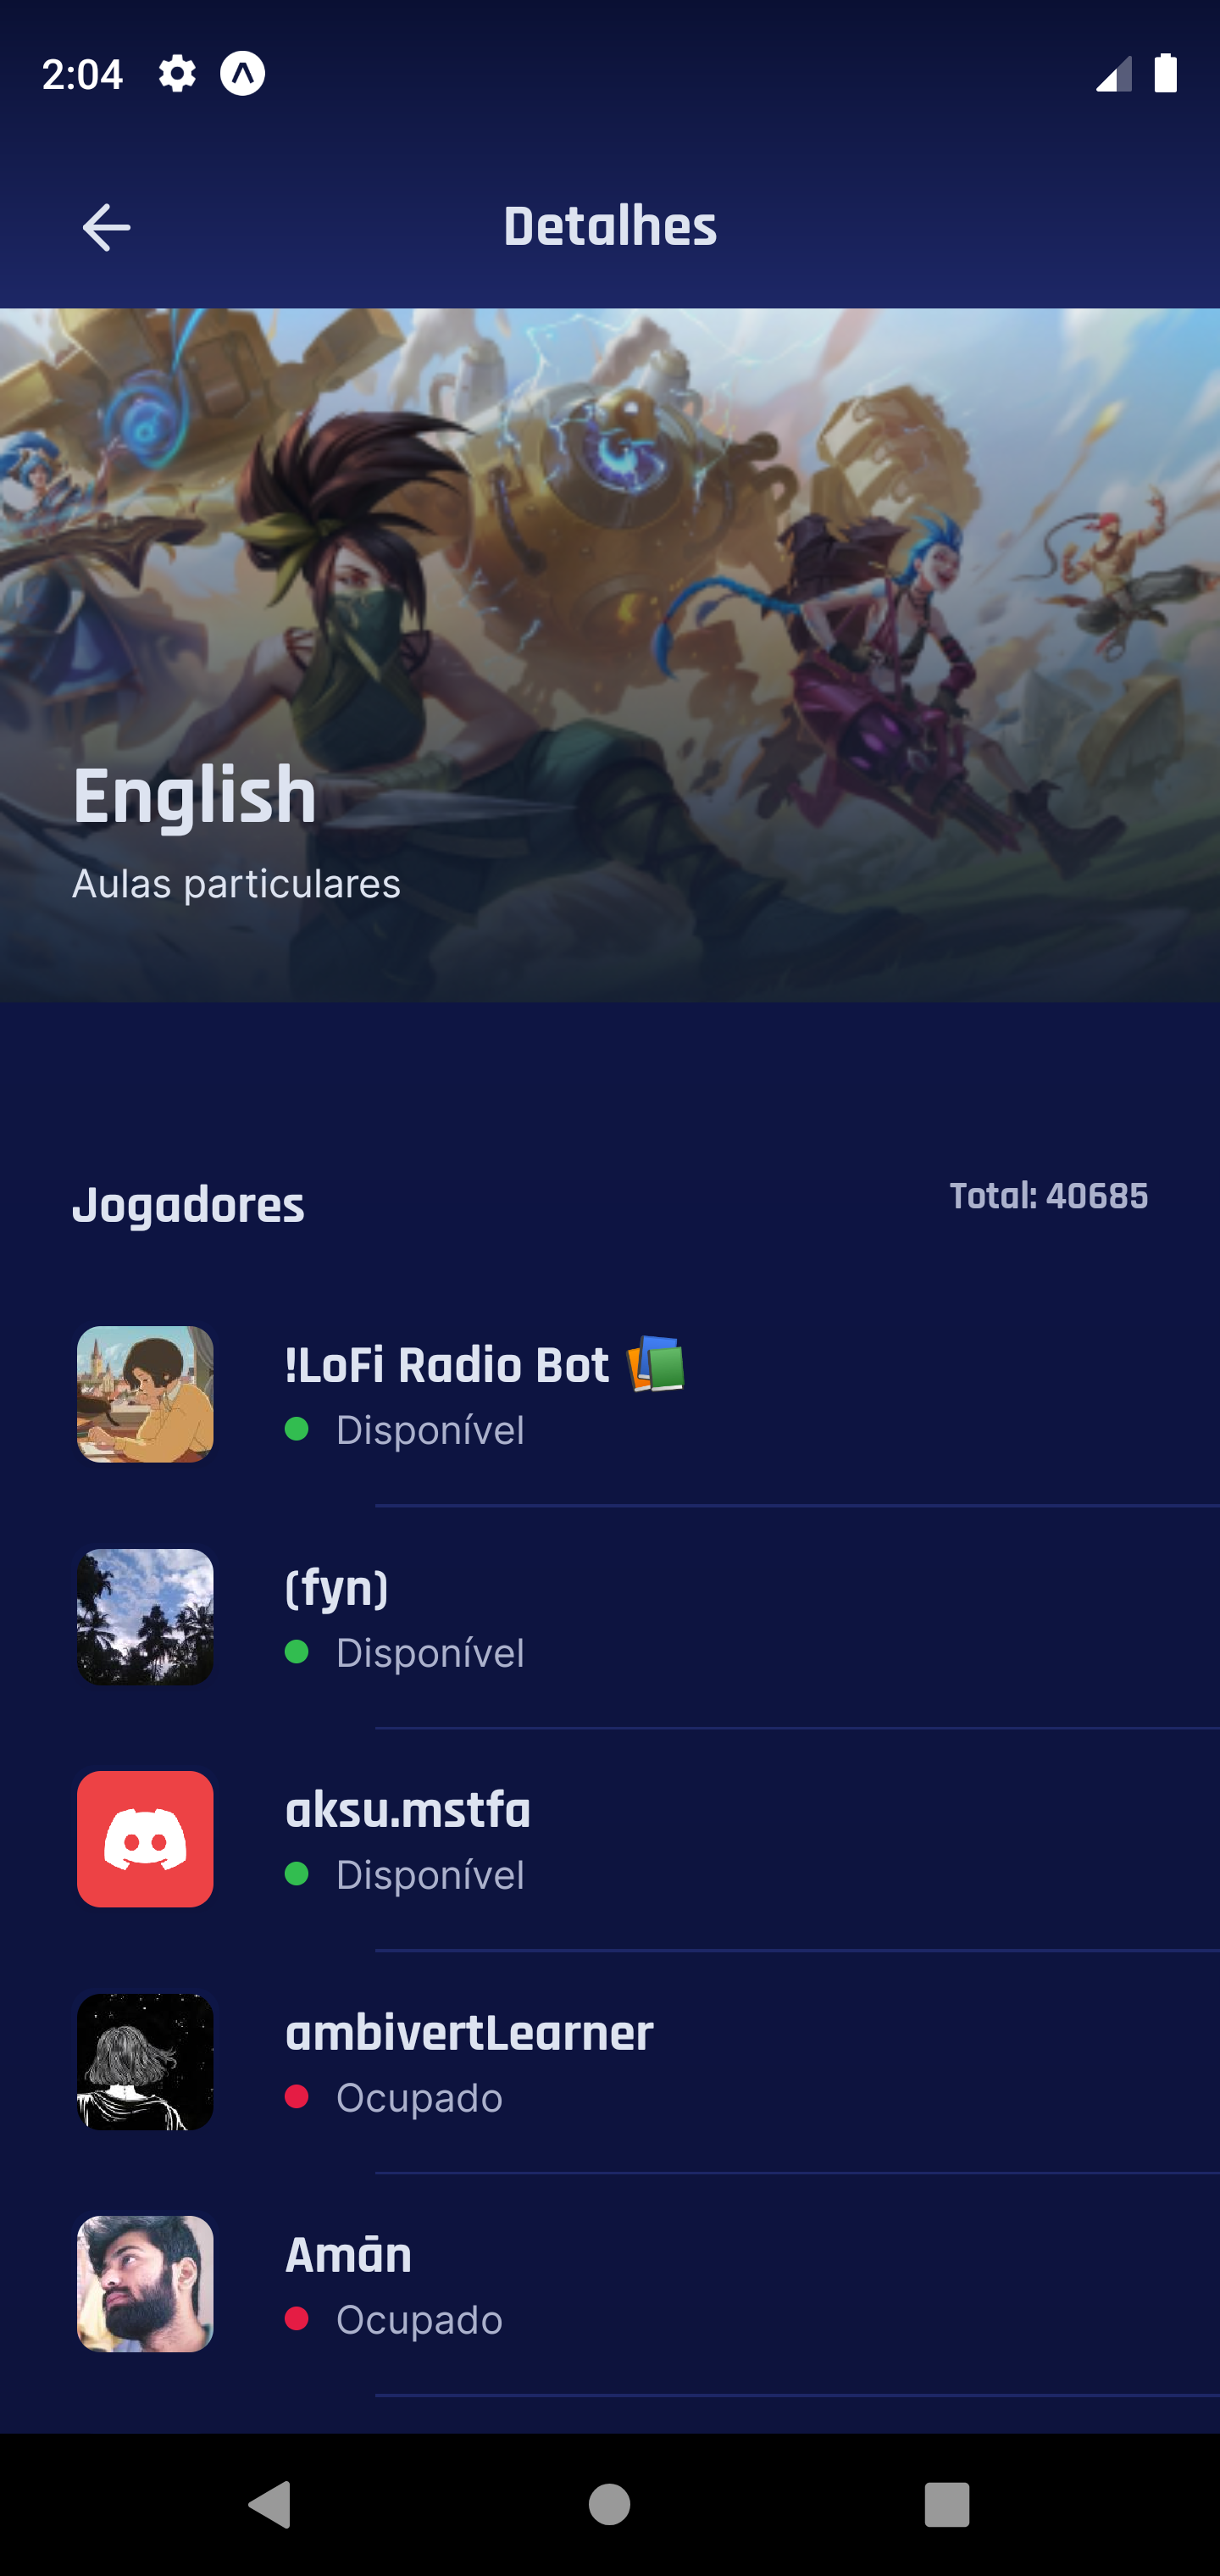 2:04
Detalhes
English
Aulas particulares
Jogadores
Total: 40685
!LoFi Radio Bot 📚
Disponível
(fyn)
Disponível
aksu.mstfa
Disponível
ambivertLearner
Ocupado
Amān
Ocupado